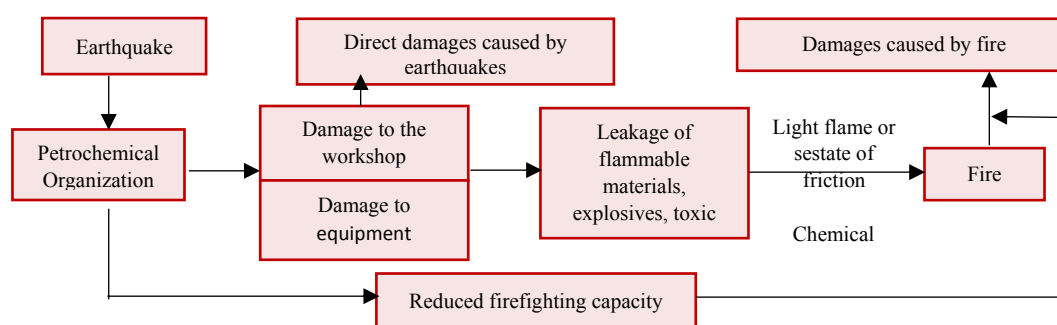 Earthquake
Direct damages caused by
earthquakes
Damages caused by fire
Petrochemical
Organization
Damage to the
workshop
Damage to
equipment
Leakage of
flammable
materials,
explosives, toxic
Light flame or
sestate of
friction
Chemical
Fire
Reduced firefighting capacity